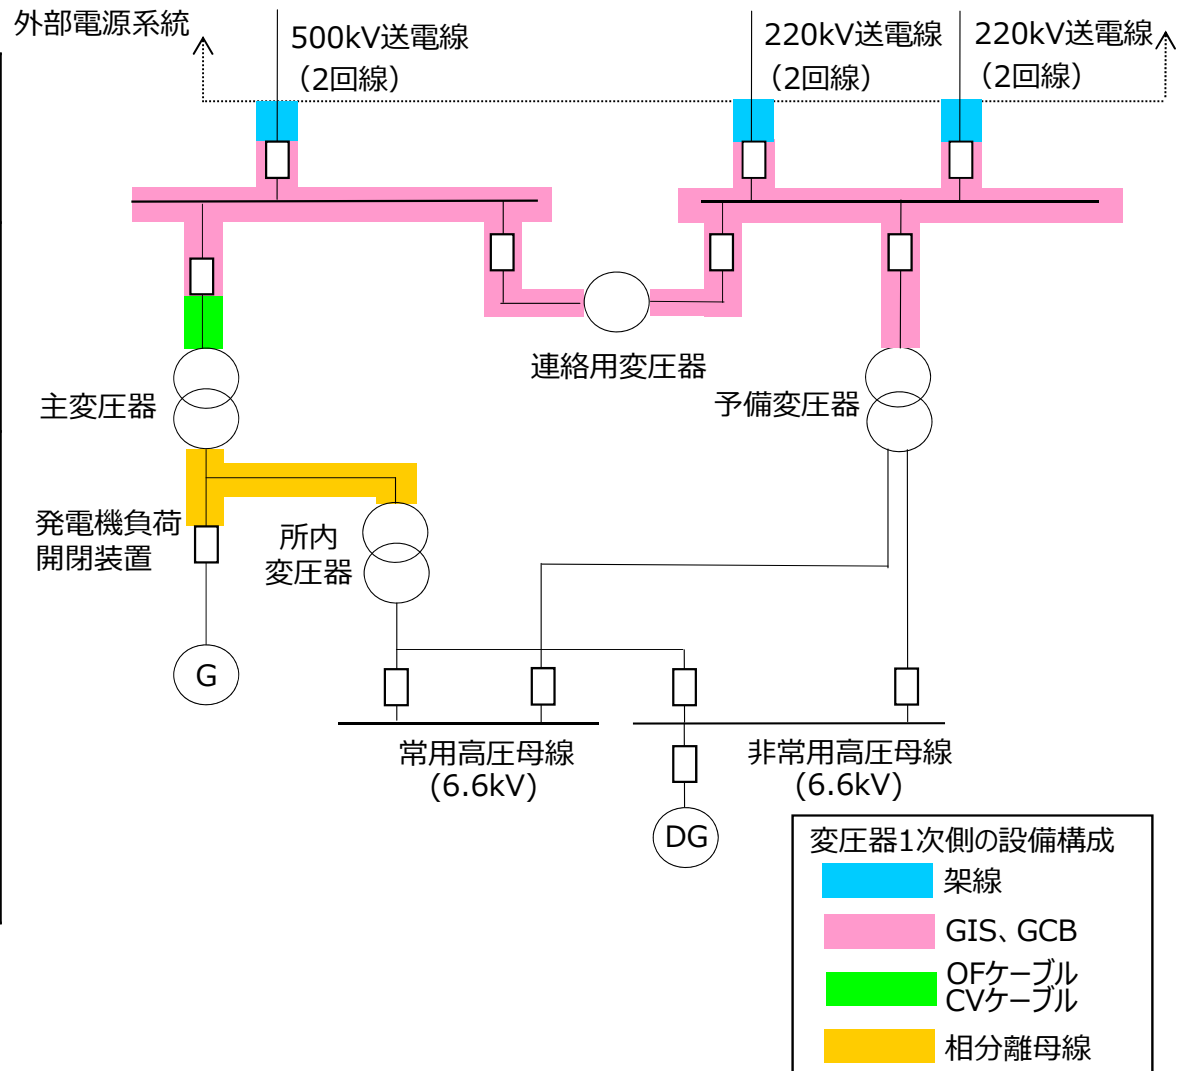 外部電源系統
500kV送電線
（2回線）
220kV送電線
（2回線）
220kV送電線
（2回線）
連絡用変圧器
主変圧器
予備変圧器
発電機負荷
開閉装置
所内
変圧器
G
常用高圧母線
(6.6kV)
非常用高圧母線
(6.6kV)
DG
変圧器1次側の設備構成
架線
GIS、GCB
OFケーブル
CVケーブル
相分離母線